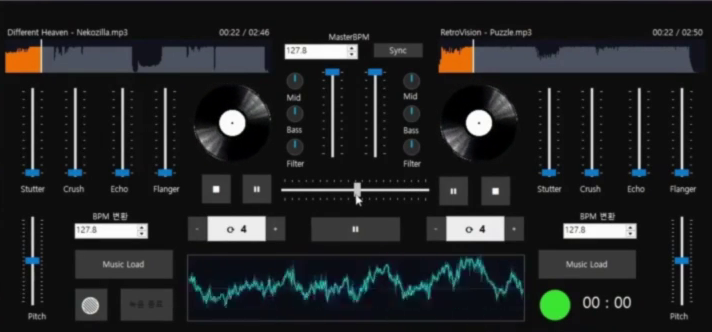 Different Heaven - Nekozilla.mp3 00:22 / 02:46
MasterBPM
RetroVision - Puzzle.mp3 00:22 / 02:50
127.8 Sync
Mid Mid
Bass Bass
Filter Filter
Stutter Crush Echo Flanger
Stutter Crush Echo Flanger
BPM 변환
127.8
- 4 +
- 4 +
BPM 변환
127.8
Music Load
Music Load
Pitch
00 : 00
Pitch